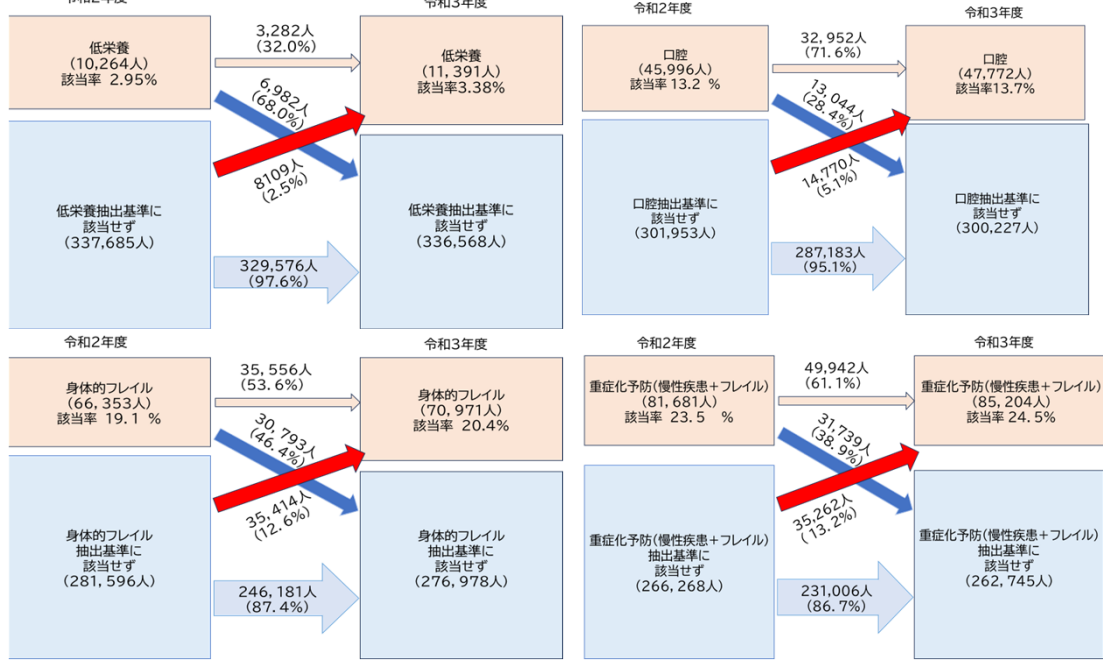 令和2年度
令和3年度
3,282人
(32.0%)
低栄養
(10,264人)
該当率 2.95%
低栄養
(11, 391人)
該当率3.38%
6,982人
(68.0%)
8109人
(2.5%)
低栄養抽出基準に
該当せず
(337,685人)
低栄養抽出基準に
該当せず
(336,568人)
329,576人
(97.6%)
令和2年度
令和3年度
32, 952人
(71.6%)
口腔
(45,996人)
該当率 13.2 %
口腔
(47,772人)
該当率13.7%
13, 044人
(28.4%)
14,770人
(5.1%)
口腔抽出基準に
該当せず
(301,953人)
口腔抽出基準に
該当せず
(300,227人)
287,183人
(95.1%)
令和2年度
令和3年度
35, 556人
(53.6%)
身体的フレイル
(66, 353人)
該当率 19.1 %
身体的フレイル
(70, 971人)
該当率 20.4%
30, 793人
(46.4%)
35, 414人
(12.6%)
身体的フレイル
抽出基準に
該当せず
(281, 596人)
身体的フレイル
抽出基準に
該当せず
(276, 978人)
246, 181人
(87.4%)
令和2年度
令和3年度
49,942人
(61.1%)
重症化予防(慢性疾患+フレイル)
(81,681人)
該当率 23.5 %
重症化予防(慢性疾患+フレイル)
(85, 204人)
該当率 24.5%
31,739人
(38.9%)
35,262人
( 13.2%)
重症化予防(慢性疾患+フレイル)
抽出基準に
該当せず
(266, 268人)
重症化予防(慢性疾患+フレイル)
抽出基準に
該当せず
(262, 745人)
231,006人
(86.7%)